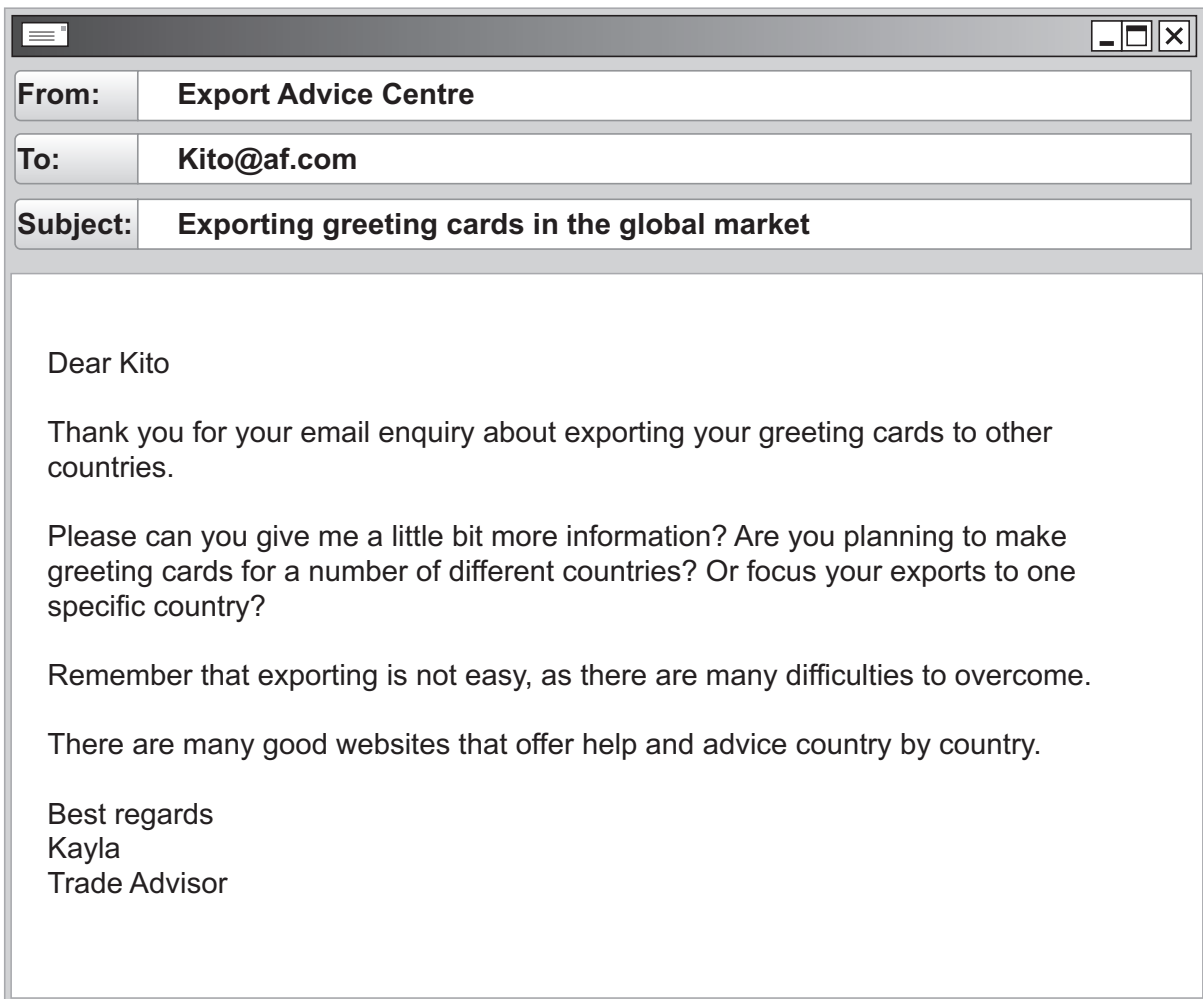 From: Export Advice Centre
To: Kito@af.com
Subject: Exporting greeting cards in the global market
Dear Kito
Thank you for your email enquiry about exporting your greeting cards to other
countries.
Please can you give me a little bit more information? Are you planning to make
greeting cards for a number of different countries? Or focus your exports to one
specific country?
Remember that exporting is not easy, as there are many difficulties to overcome.
There are many good websites that offer help and advice country by country.
Best regards
Kayla
Trade Advisor